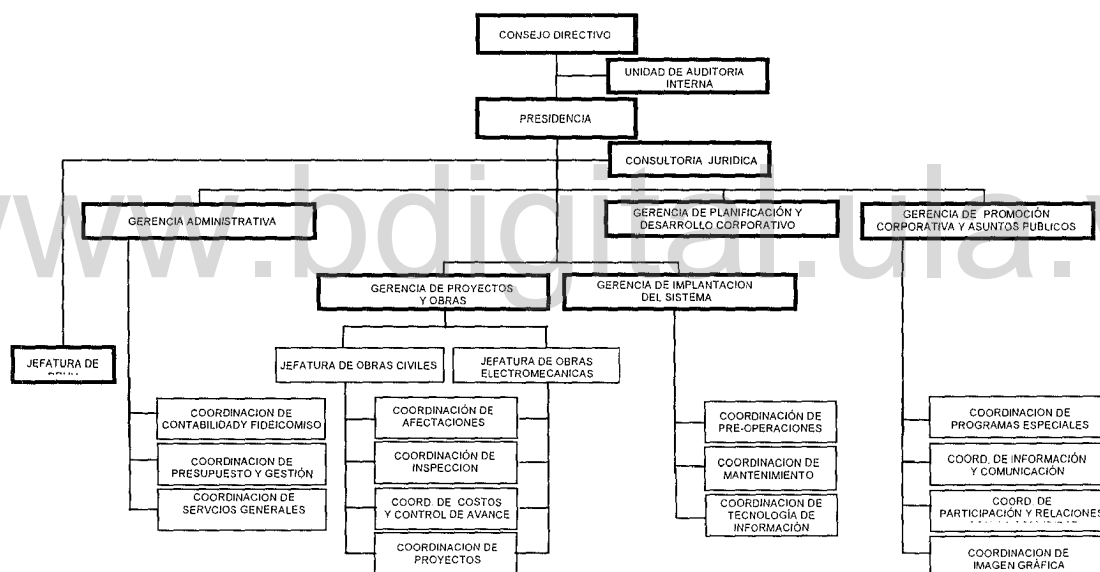 CONSEJO DIRECTIVO
UNIDAD DE AUDITORIA
INTERNA
PRESIDENCIA
CONSULTORIA JURIDICA
GERENCIA ADMINISTRATIVA
GERENCIA DE PLANIFICACIÓN Y
DESARROLLO CORPORATIVO
GERENCIA DE PROMOCIÓN
CORPORATIVA Y ASUNTOS PUBLICOS
www.bdigital.ula.
GERENCIA DE PROYECTOS
Y OBRAS
GERENCIA DE IMPLANTACION
DEL SISTEMA
JEFATURA DE
JEFATURA DE OBRAS CIVILES
JEFATURA DE OBRAS
ELECTROMECANICAS
COORDINACION DE
CONTABILIDADY FIDEICOMISO
COORDINACION DE
PRESUPUESTO Y GESTIÓN
COORDINACION DE
SERVCIOS GENERALES
COORDINACIÓN DE
AFECTACIONES
COORDINACIÓN DE
INSPECCION
COORD. DE COSTOS
Y CONTROL DE AVANCE
COORDINACION DE
PROYECTOS
COORDINACIÓN DE
PRE-OPERACIONES
COORDINACION DE
MANTENIMIENTO
COORDINACION DE
TECNOLOGÍA DE
INFORMACIÓN
COORDINACION DE
PROGRAMAS ESPECIALES
COORD. DE INFORMACIÓN
Y COMUNICACIÓN
COORD. DE
PARTICIPACIÓN Y RELACIONES
COORDINACION DE
IMAGEN GRÁFICA